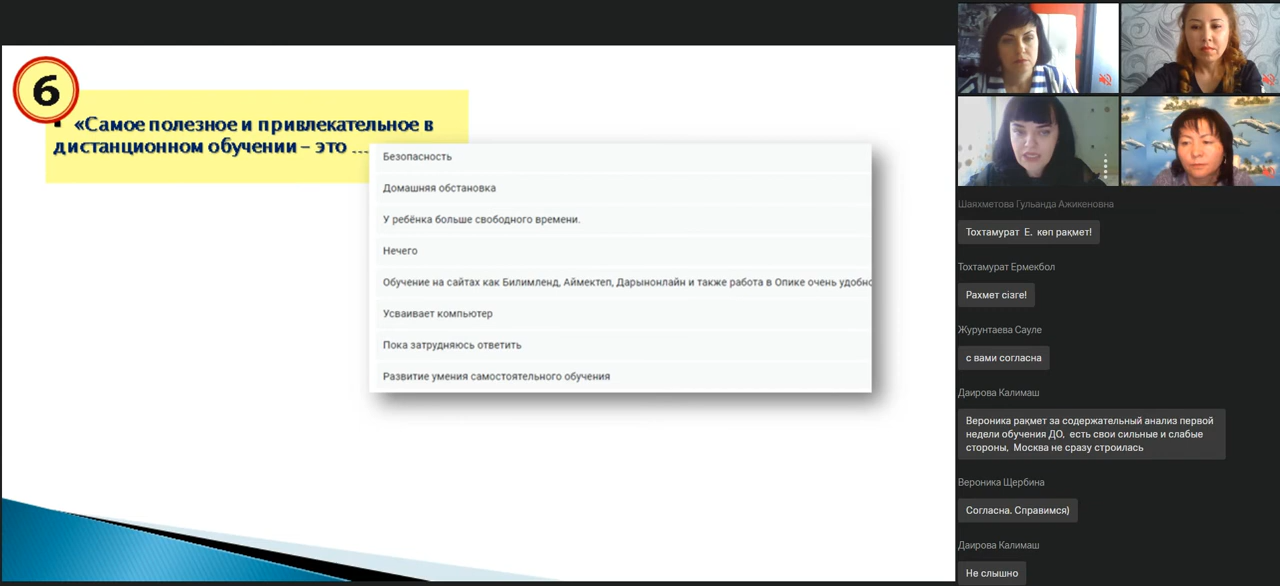 6
«Самое полезное и привлекательное в
дистанционном обучении – это ...
Безопасность
Домашняя обстановка
У ребёнка больше свободного времени.
Нечего
Обучение на сайтах как Билимленд, Аймектеп, Дарынонлайн и также работа в Опике очень удобно
Усваивает компьютер
Пока затрудняюсь ответить
Развитие умения самостоятельного обучения
Шаяхметова Гульанда Ажикеновна
Тохтамурат Е. көп рақмет!
Тохтамурат Ермекбол
Рахмет сізге!
Журунтаева Сауле
с вами согласна
Даирова Калимаш
Вероника рақмет за содержательный анализ первой
недели обучения ДО, есть свои сильные и слабые
стороны, Москва не сразу строилась
Вероника Щербина
Согласна. Справимся)
Даирова Калимаш
Не слышно